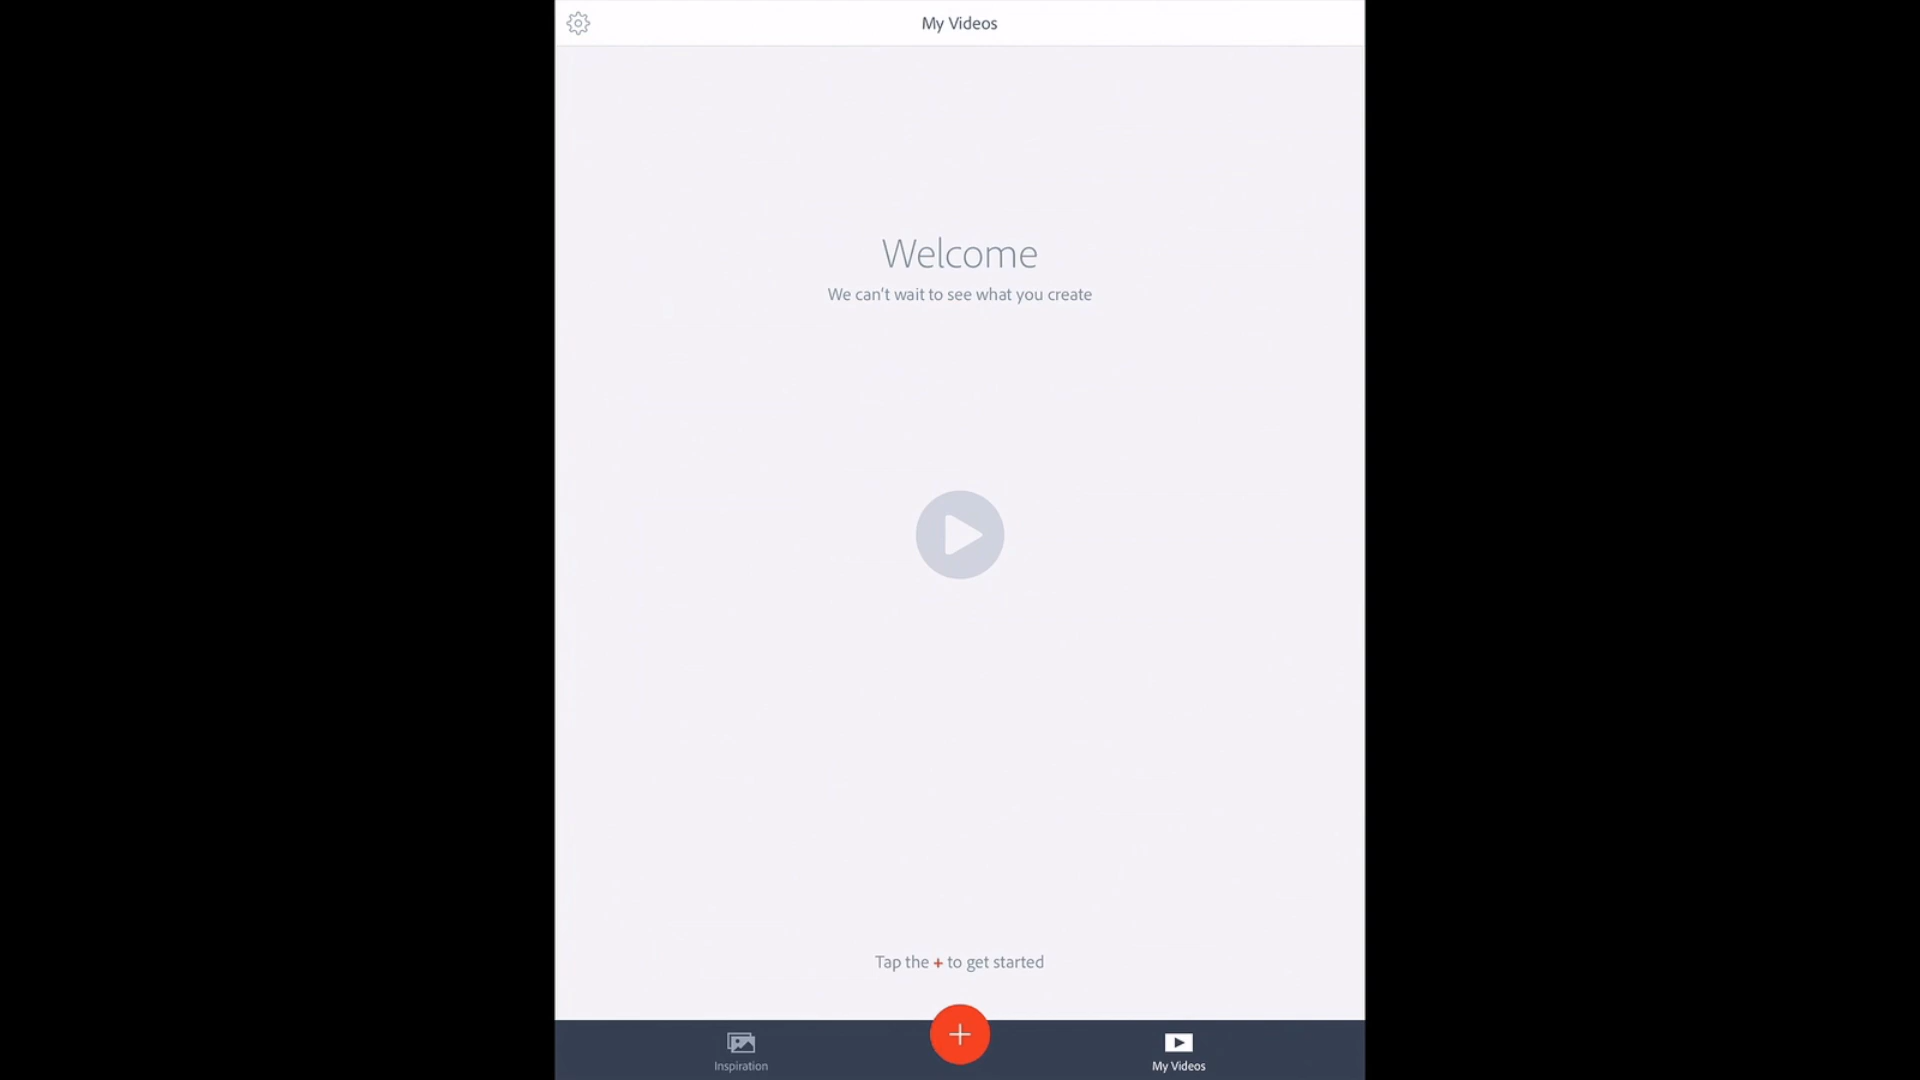 My Videos
Welcome
We can't wait to see what you create
Tap the + to get started
Inspiration
My Videos